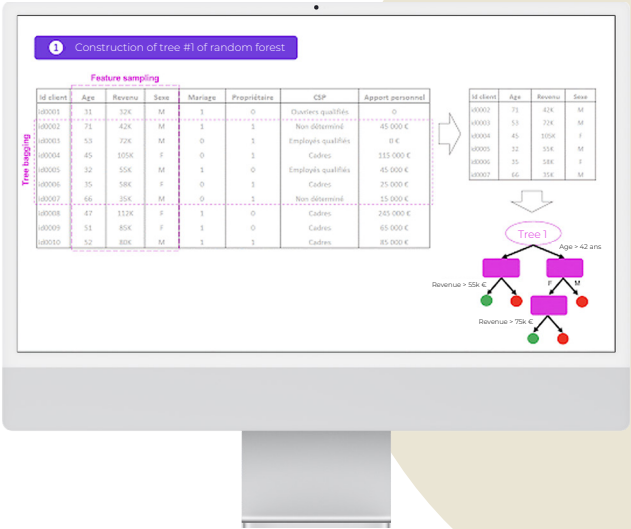 1 Construction of tree #1 of random forest
Feature sampling
Tree bagging
Id client Age Revenu Sexe Mariage Propriétaire CSP Apport personnel
id0001 31 32K M 1 0 Ouvriers qualifiés 0
id0002 71 42K M 1 1 Non déterminé 45 000 €
id0003 53 72K M 0 1 Employés qualifiés 0 €
id0004 45 105K F 0 1 Cadres 115 000 €
id0005 32 55K M 1 0 Employés qualifiés 45 000 €
id0006 35 58K F 0 1 Cadres 25 000 €
id0007 66 35K M 0 1 Non déterminé 15 000 €
id0008 47 112K F 1 0 Cadres 245 000 €
id0009 51 85K F 1 0 Cadres 65 000 €
id0010 52 80K M 1 1 Cadres 85 000 €
Id client Age Revenu Sexe
id0002 71 42K M
id0003 53 72K M
id0004 45 105K F
id0005 32 55K M
id0006 35 58K F
id0007 66 35K M
Tree 1
Age > 42 ans
Revenue > 55k €
F M
Revenue > 75k €